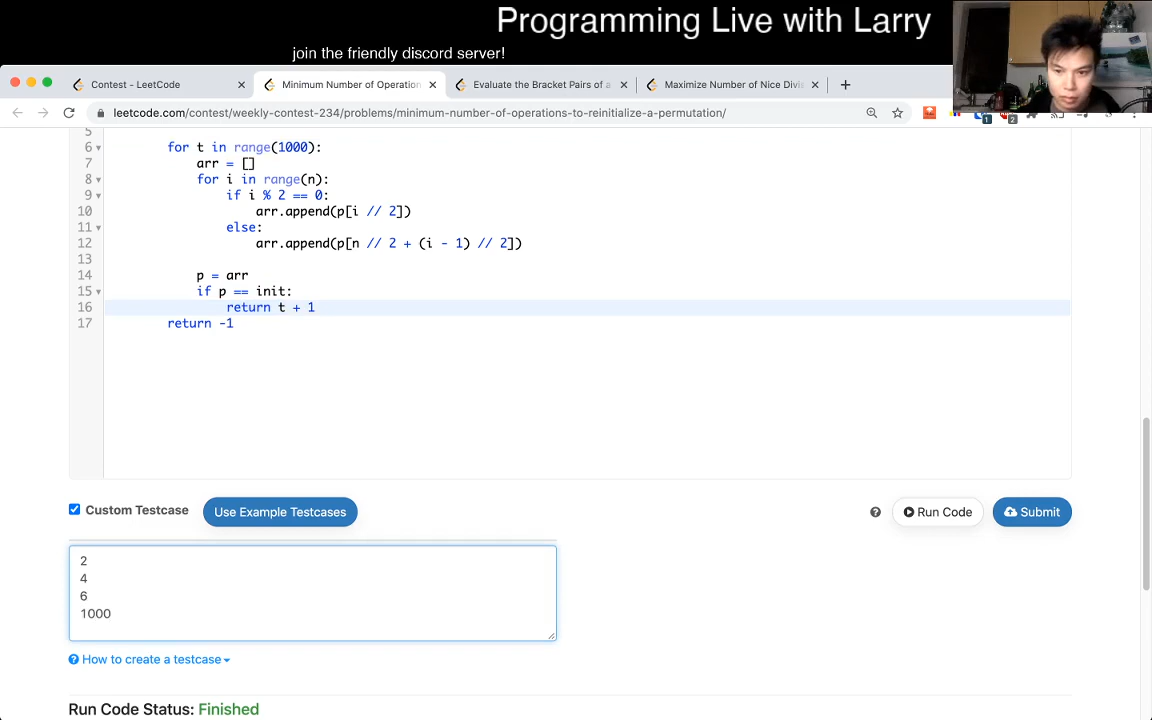 Programming Live with Larry
join the friendly discord server!
Contest - LeetCode
Minimum Number of Operation
Evaluate the Bracket Pairs of a
Maximize Number of Nice Divis
leetcode.com/contest/weekly-contest-234/problems/minimum-number-of-operations-to-reinitialize-a-permutation/
5
6 for t in range(1000):
7 arr = []
8 for i in range(n):
9 if i % 2 == 0:
10 arr.append(p[i // 2])
11 else:
12 arr.append(p[n // 2 + (i - 1) // 2])
13
14 p = arr
15 if p == init:
16 return t + 1
17 return -1
Custom Testcase
Use Example Testcases
Run Code
Submit
2
4
6
1000
How to create a testcase
Run Code Status: Finished